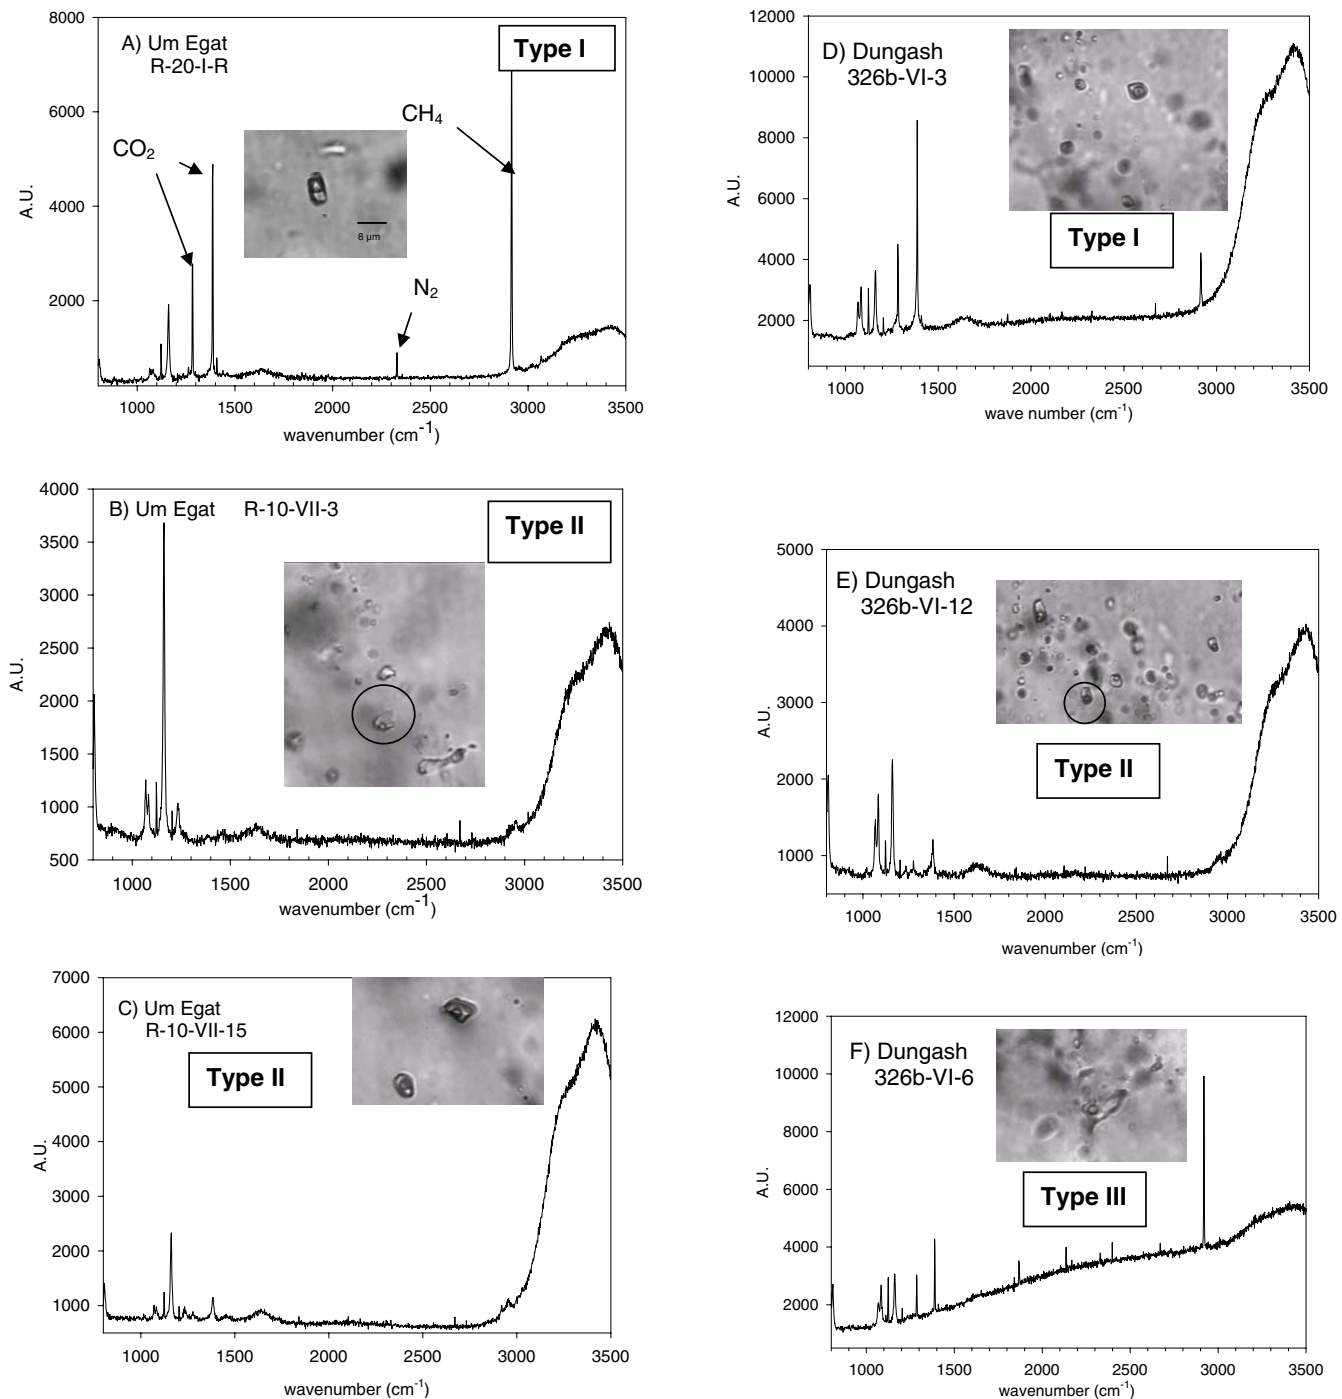 8000
6000
4000
2000
A.U.
A) Um Egat
R-20-I-R
Type I
CO2
CH4
N2
8 µm
1000 1500 2000 2500 3000 3500
wavenumber (cm-1)
12000
10000
8000
6000
4000
2000
A.U.
D) Dungash
326b-VI-3
Type I
1000 1500 2000 2500 3000 3500
wave number (cm-1)
4000
3500
3000
2500
2000
1500
1000
500
A.U.
B) Um Egat R-10-VII-3
Type II
1000 1500 2000 2500 3000 3500
wavenumber (cm-1)
5000
4000
3000
2000
1000
A.U.
E) Dungash
326b-VI-12
Type II
1000 1500 2000 2500 3000 3500
wavenumber (cm-1)
7000
6000
5000
4000
3000
2000
1000
A.U.
C) Um Egat
R-10-VII-15
Type II
1000 1500 2000 2500 3000 3500
wavenumber (cm-1)
12000
10000
8000
6000
4000
2000
A.U.
F) Dungash
326b-VI-6
Type III
1000 1500 2000 2500 3000 3500
wavenumber (cm-1)